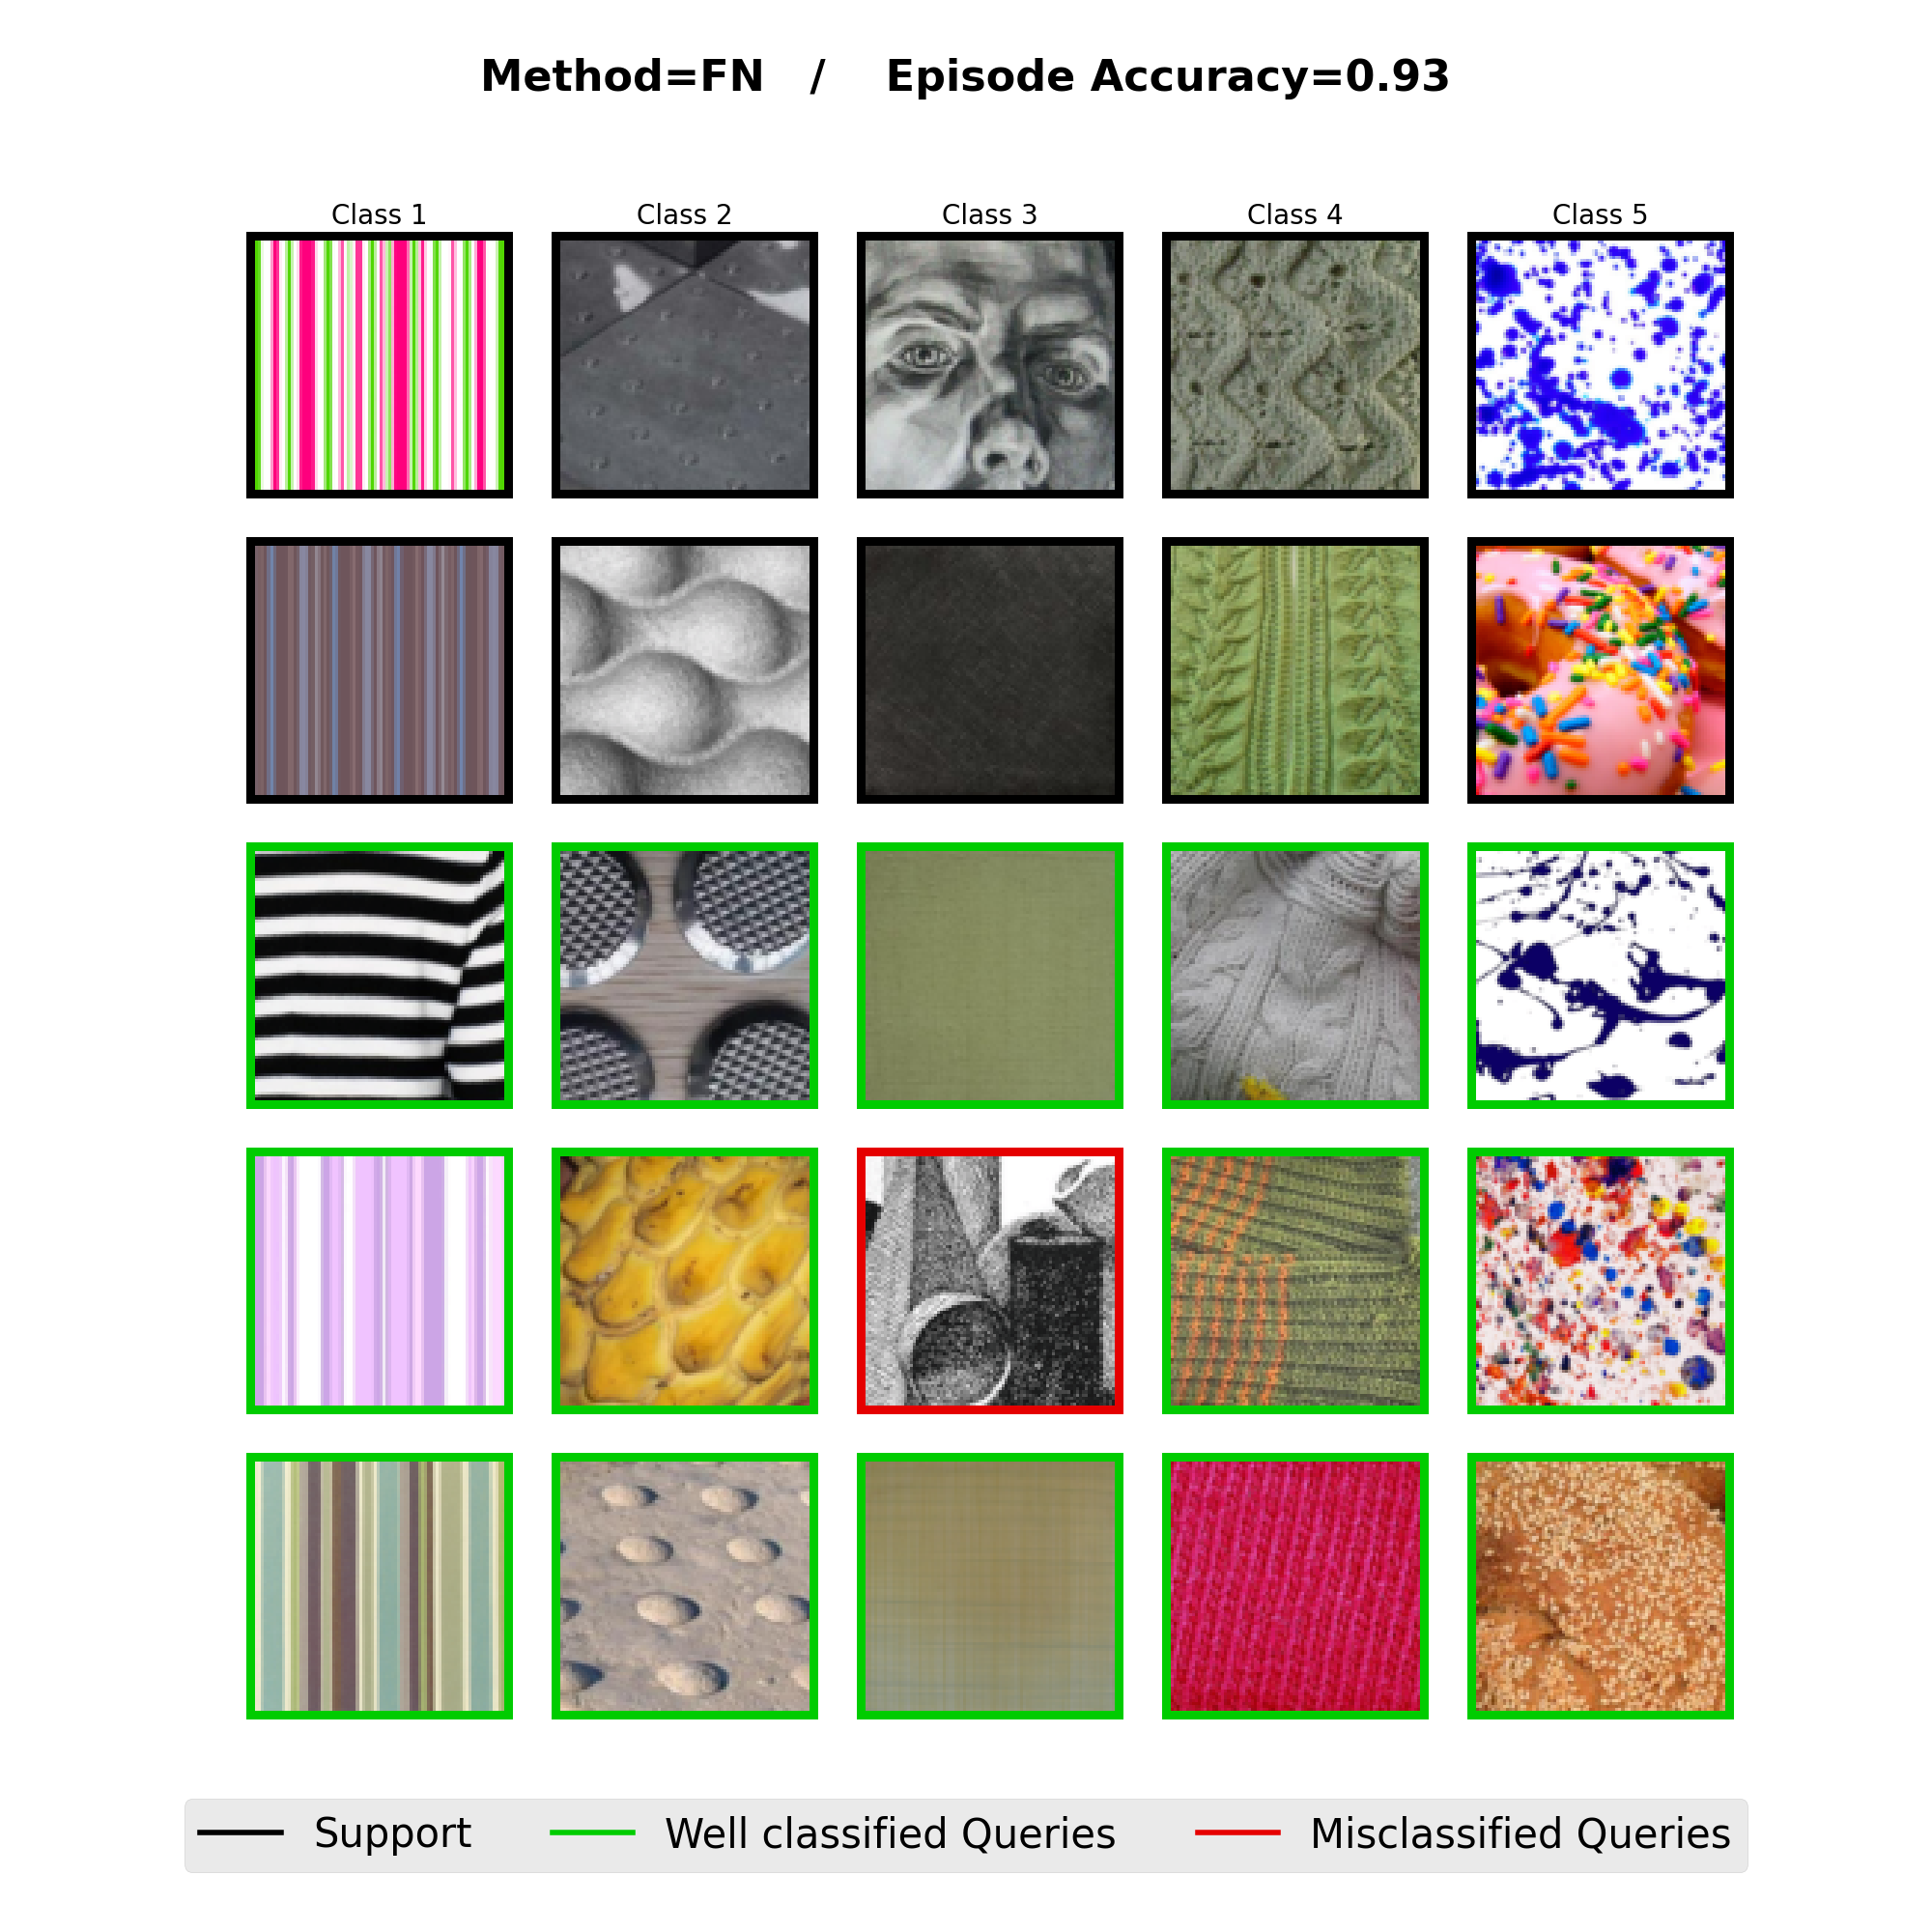 Method=FN / Episode Accuracy=0.93
Class 1 Class 2 Class 3 Class 4 Class 5
Support Well classified Queries Misclassified Queries